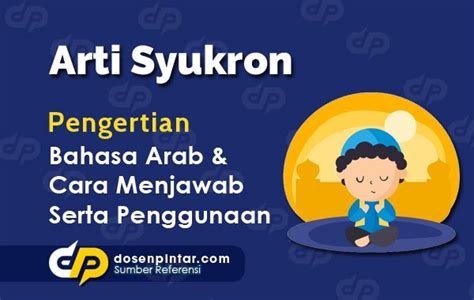 Arti Syukron
Pengertian
Bahasa Arab &
Cara Menjawab
Serta Penggunaan
dosenpintar.com
Sumber Referensi